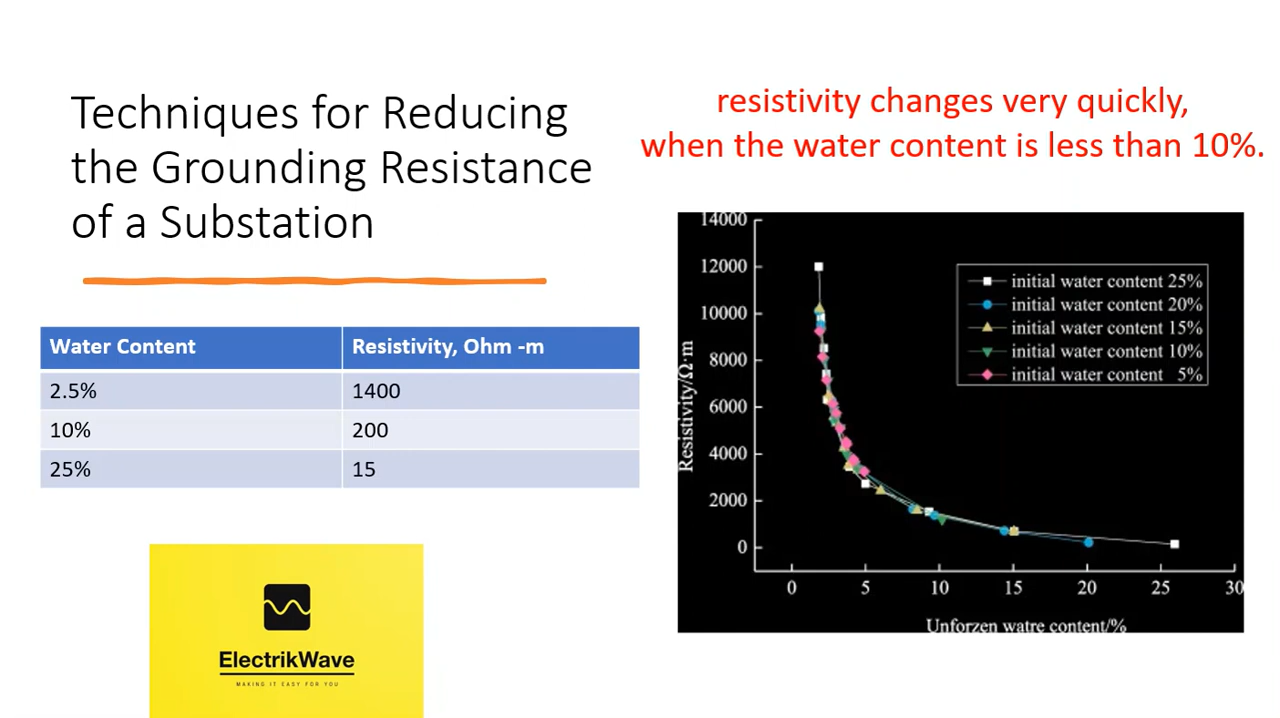 Techniques for Reducing
the Grounding Resistance
of a Substation
resistivity changes very quickly,
when the water content is less than 10%.
Water Content Resistivity, Ohm -m
2.5% 1400
10% 200
25% 15
ElectrikWave
MAKING IT EASY FOR YOU
14000
12000
10000
8000
6000
4000
2000
0
Resistivity/Ω·m
initial water content 25%
initial water content 20%
initial water content 15%
initial water content 10%
initial water content 5%
0 5 10 15 20 25 30
Unforzen watre content/%